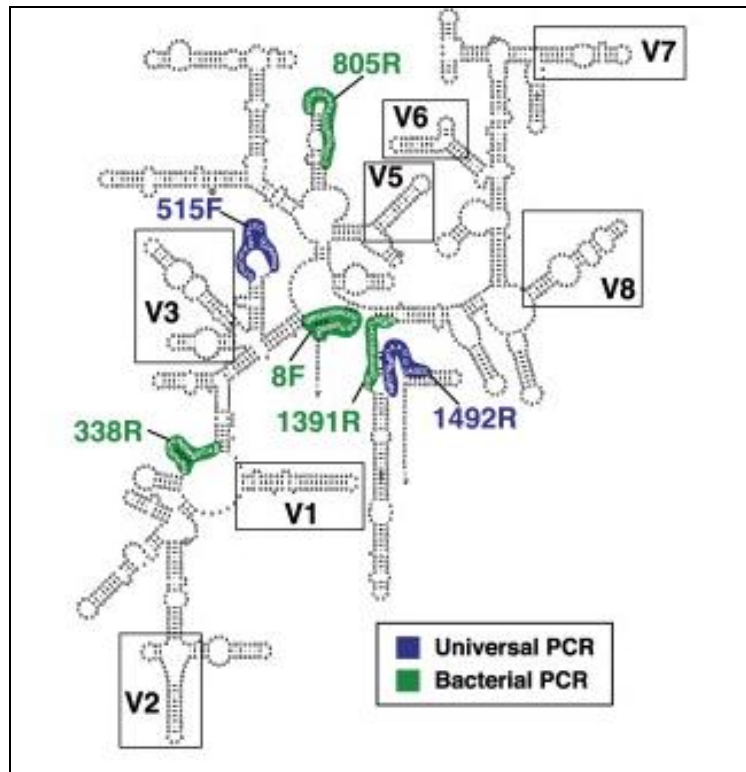 805R
V7
V6
V5
515F
V3
V8
8F
1391R
1492R
338R
V1
V2
Universal PCR
Bacterial PCR